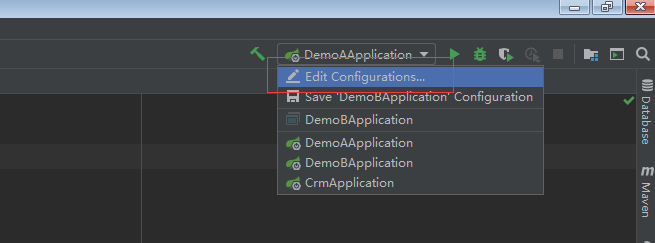 DemoAApplication
Edit Configurations...
Save 'DemoBApplication' Configuration
DemoBApplication
DemoAApplication
DemoBApplication
CrmApplication
Database
m Maven